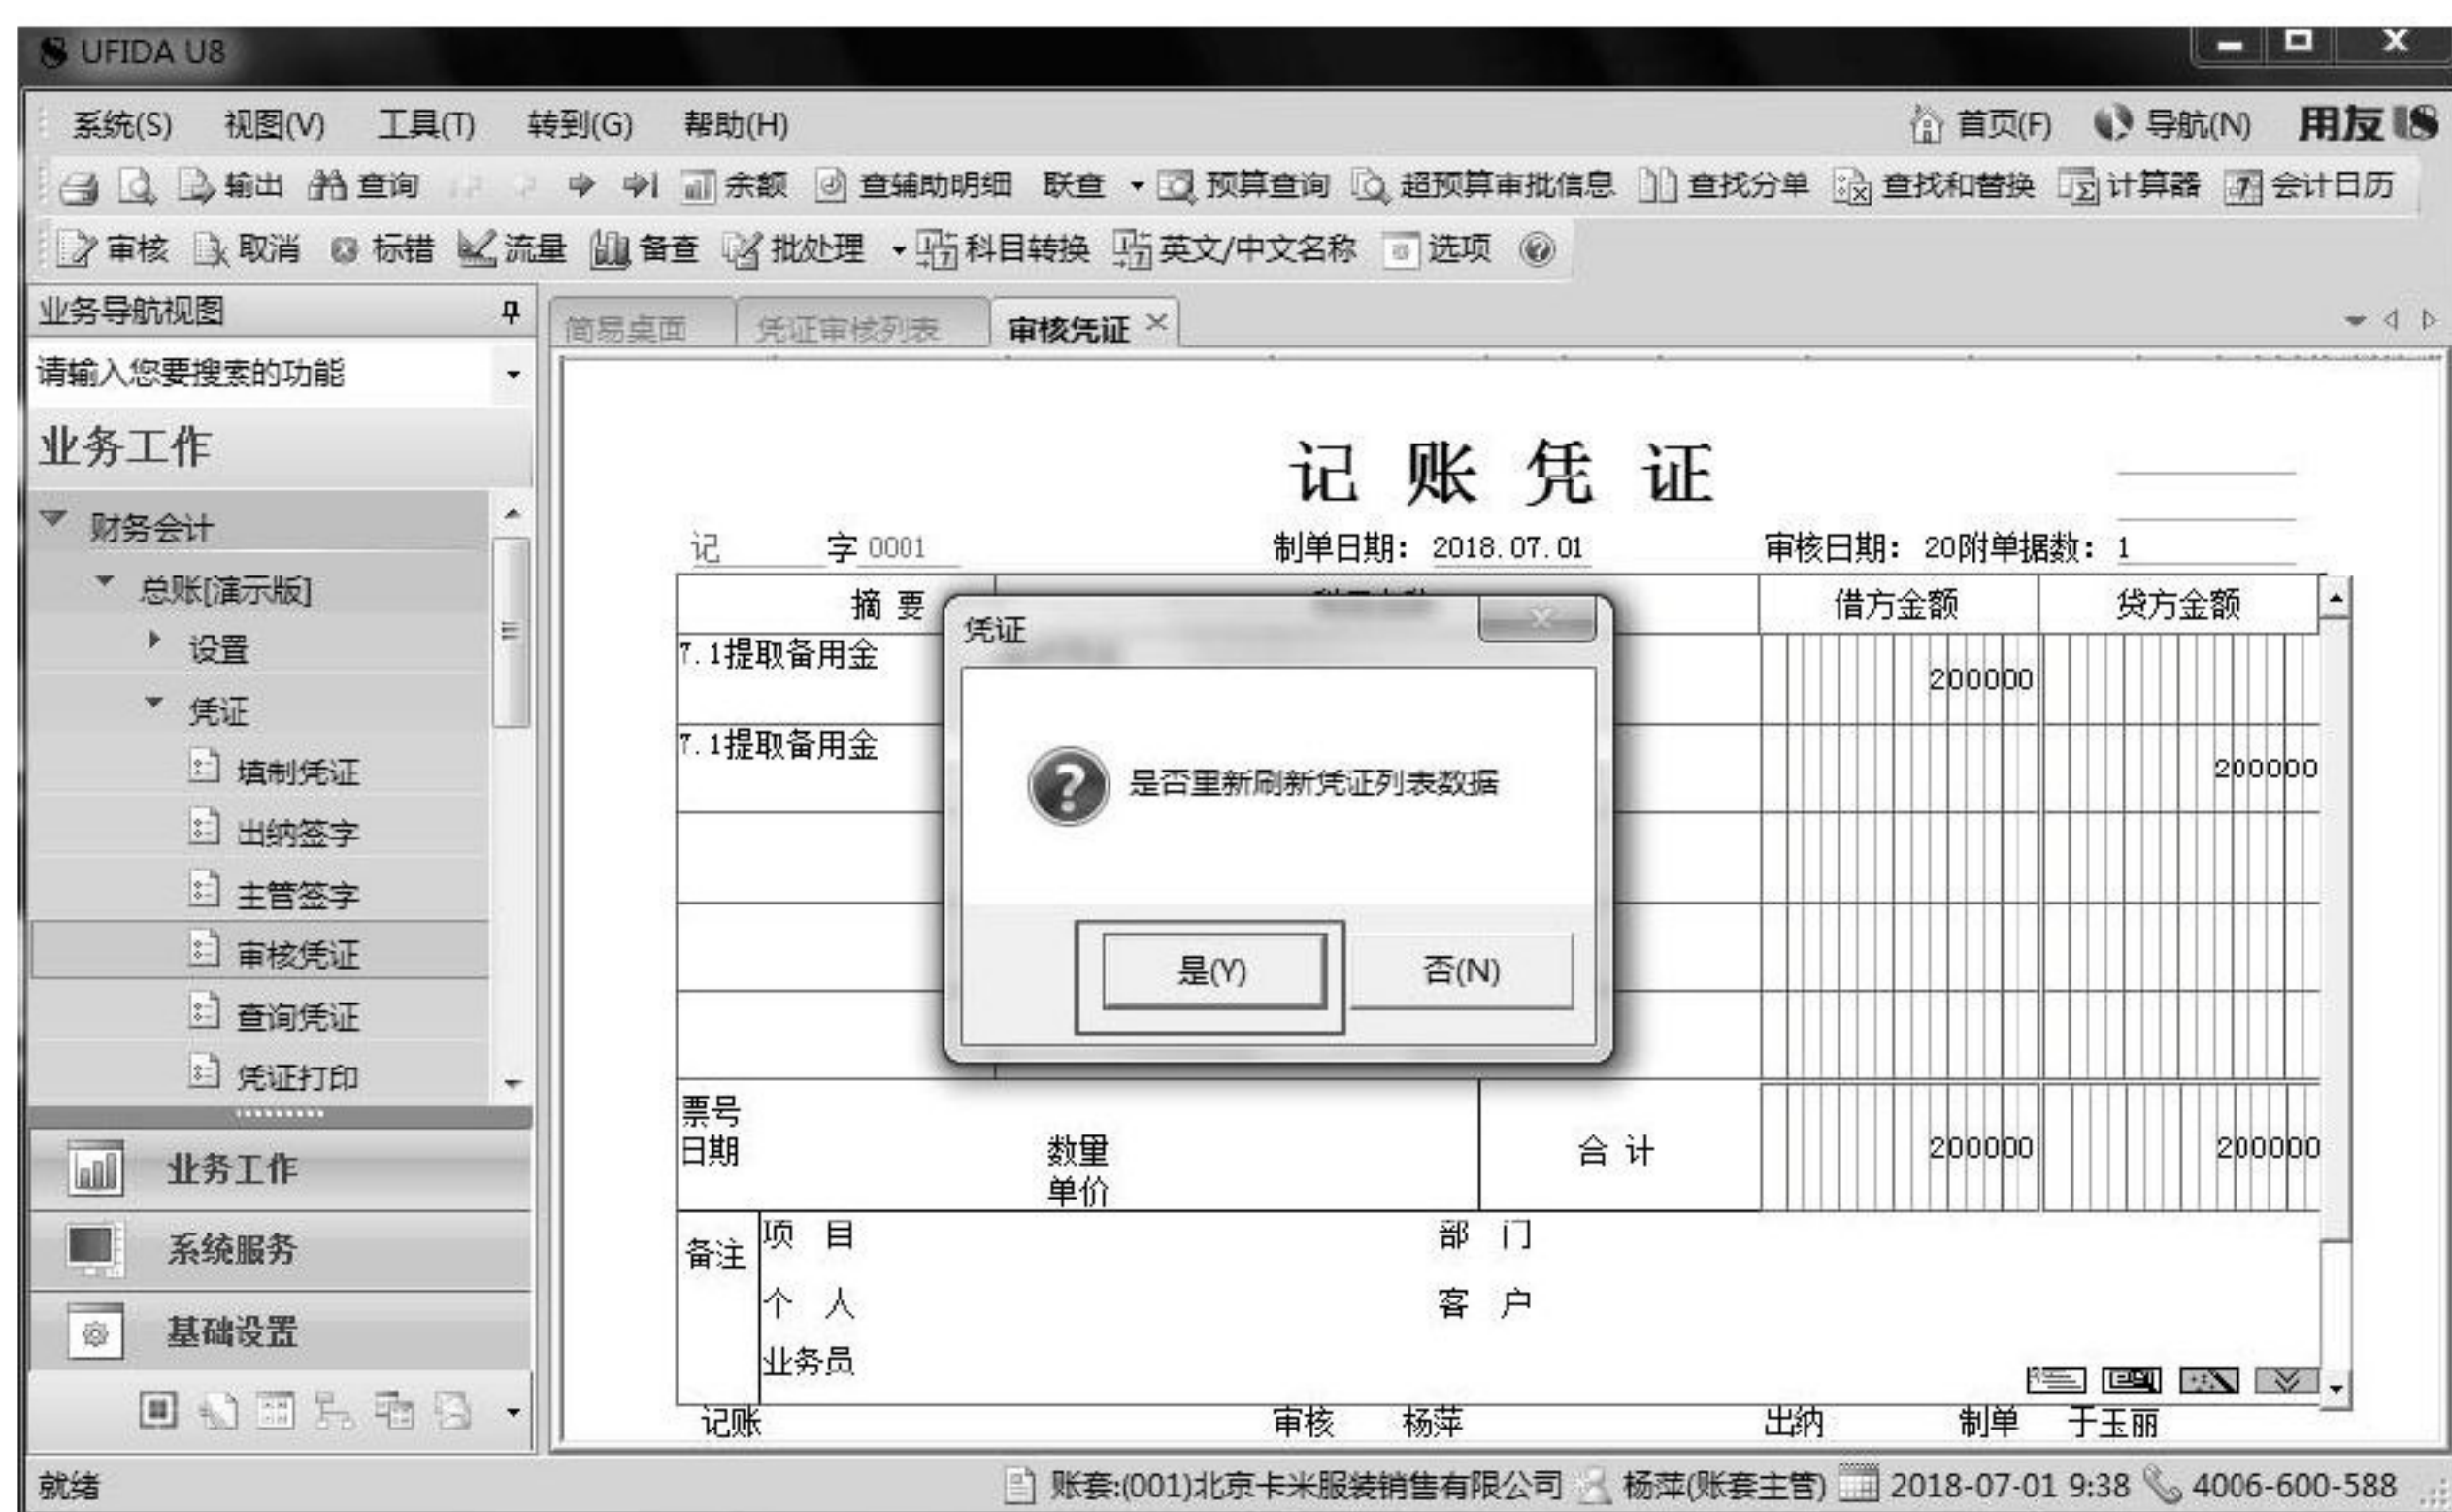 UFIDA U8
系统(S) 视图(V) 工具(T) 转到(G) 帮助(H) 首页(F) 导航(N) 用友U8
输出 查询 余额 查辅助明细 联查 预算查询 超预算审批信息 查找分单 查找和替换 计算器 会计日历
审核 取消 标错 流量 备查 批处理 科目转换 英文/中文名称 选项
业务导航视图
简易桌面 凭证审核列表 审核凭证
请输入您要搜索的功能
业务工作
财务会计
总账[演示版]
设置
凭证
填制凭证
出纳签字
主管签字
审核凭证
查询凭证
凭证打印
业务工作
系统服务
基础设置
记 账 凭 证
记 字 0001 制单日期: 2018.07.01 审核日期: 20附单据数: 1
摘 要 借方金额 贷方金额
7.1提取备用金 200000
7.1提取备用金 200000
凭证
是否重新刷新凭证列表数据
是(Y) 否(N)
票号
日期 数量 合 计 200000 200000
单价
备注 项 目 部 门
个 人 客 户
业务员
记账 审核 杨萍 出纳 制单 于玉丽
就绪 账套:(001)北京卡米服装销售有限公司 杨萍(账套主管) 2018-07-01 9:38 4006-600-588